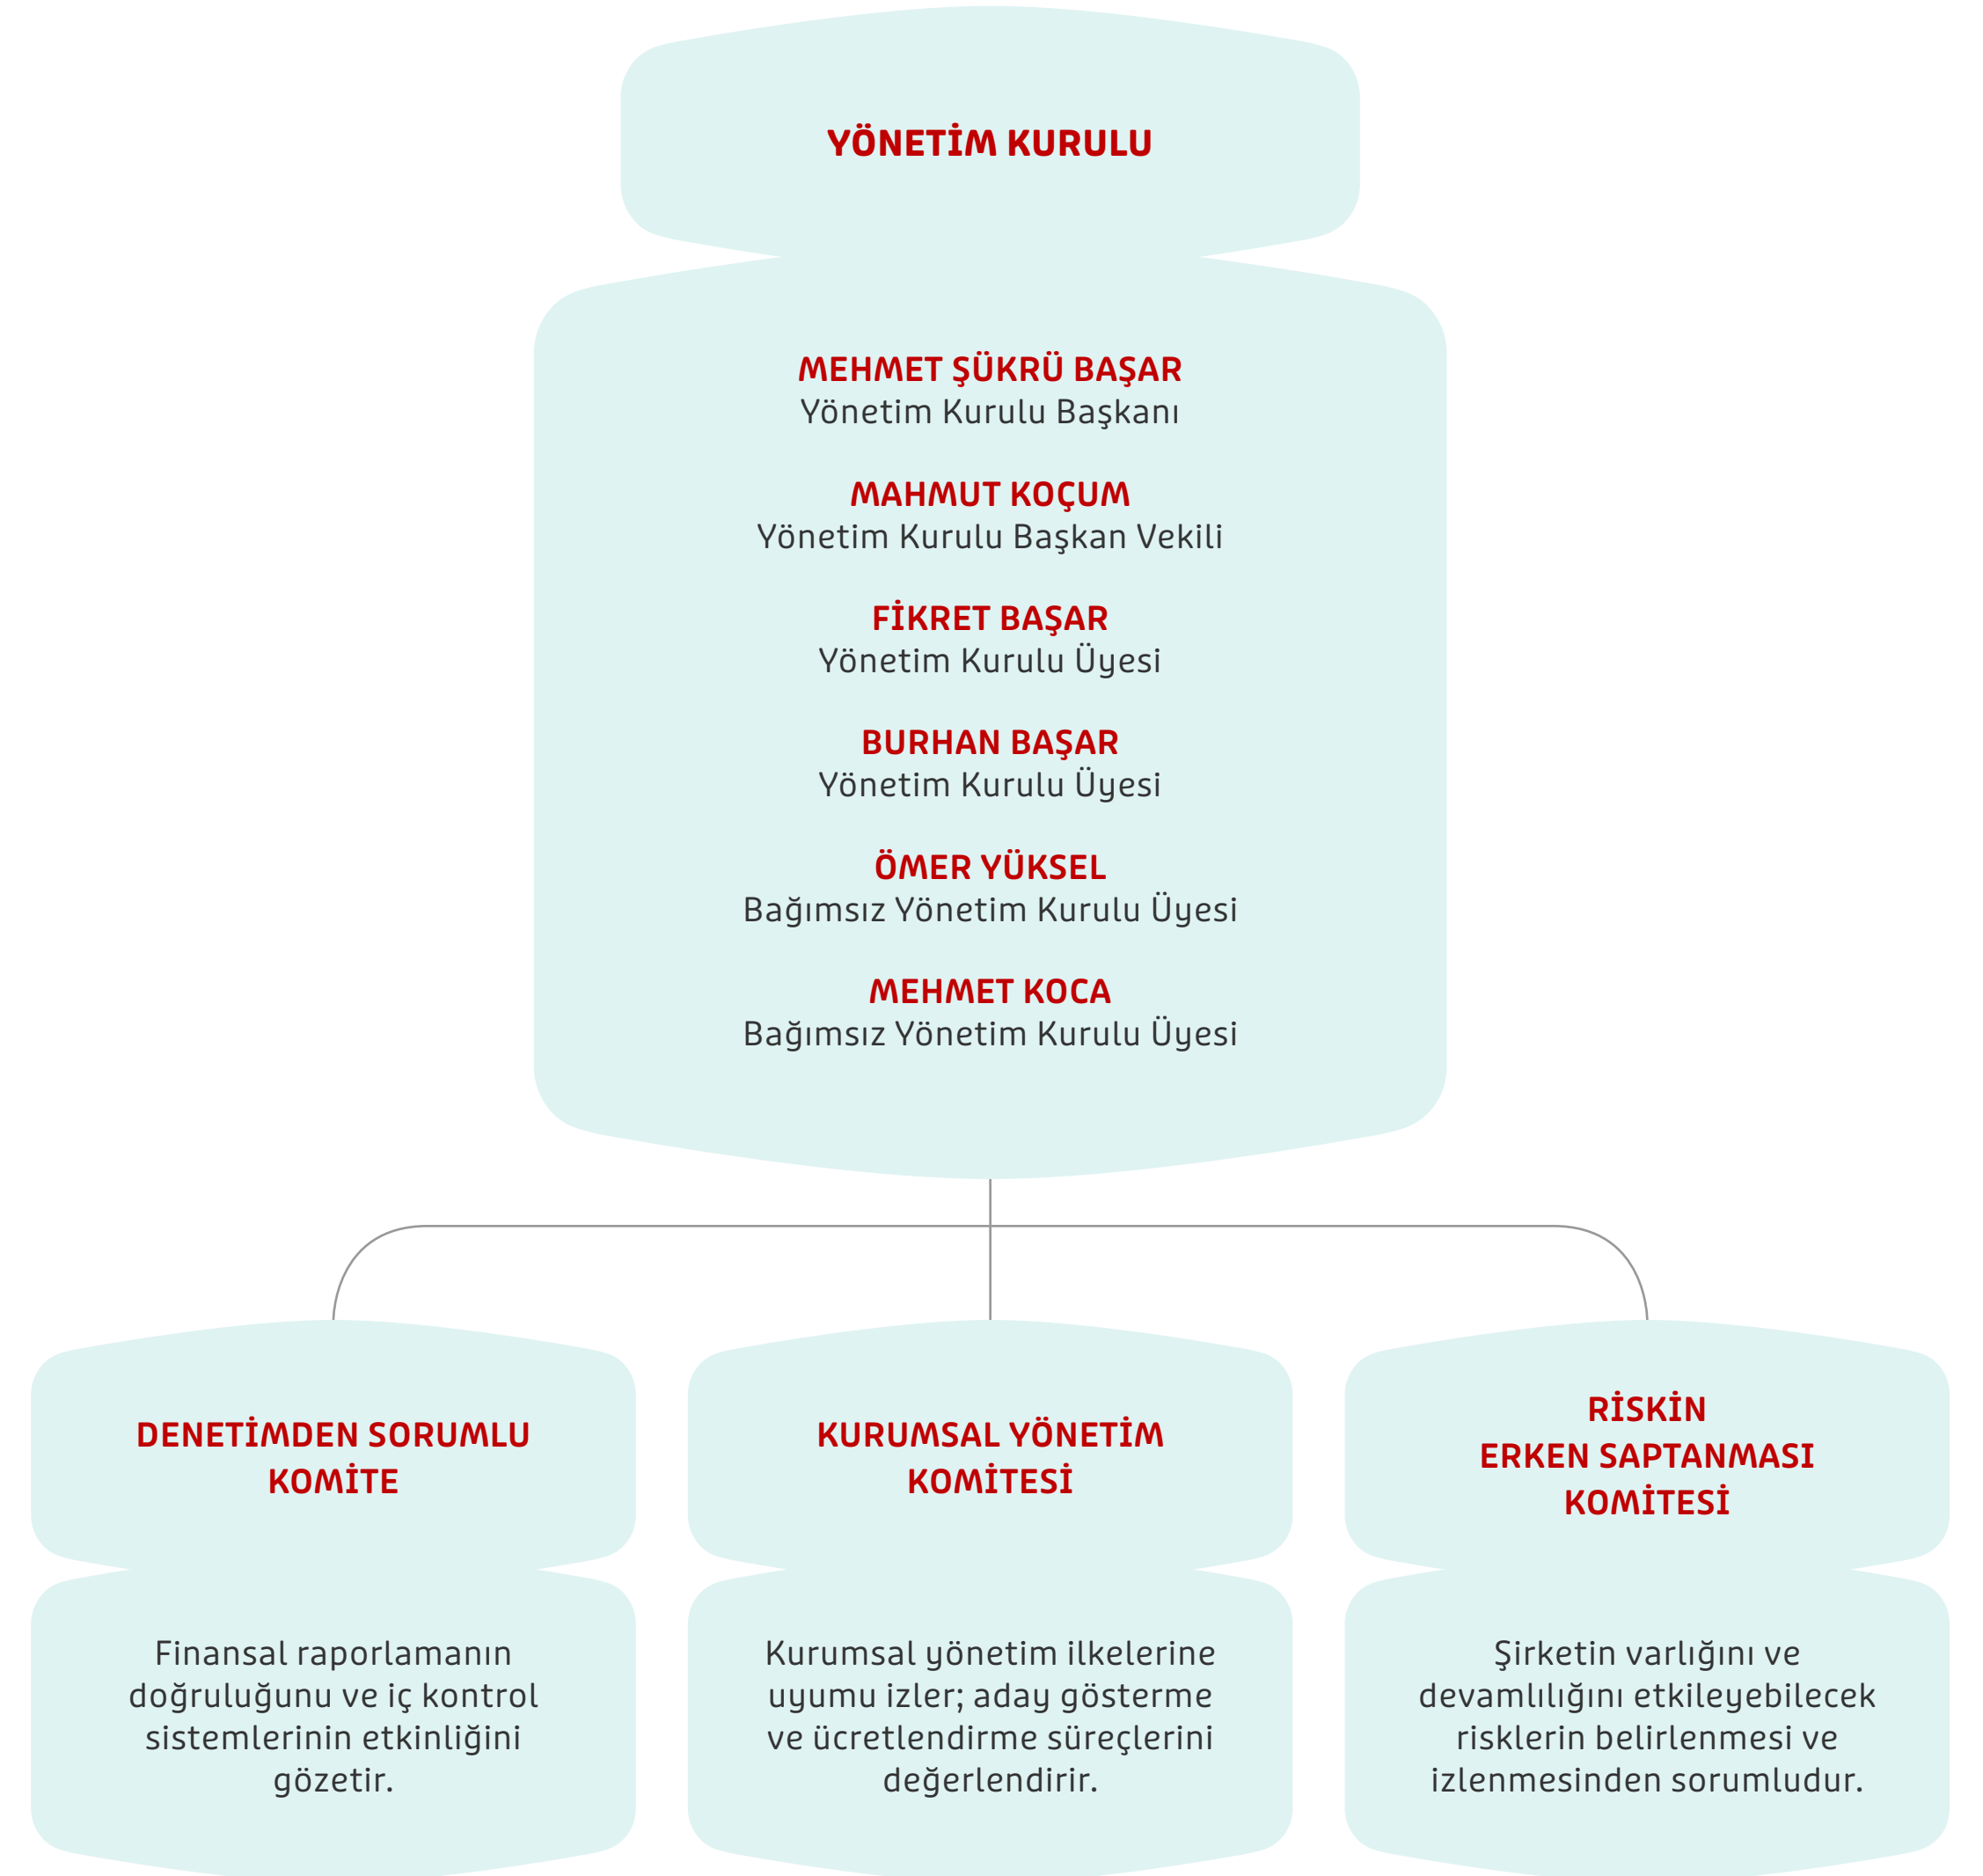 YÖNETİM KURULU
MEHMET ŞÜKRÜ BAŞAR
Yönetim Kurulu Başkanı
MAHMUT KOÇUM
Yönetim Kurulu Başkan Vekili
FİKRET BAŞAR
Yönetim Kurulu Üyesi
BURHAN BAŞAR
Yönetim Kurulu Üyesi
ÖMER YÜKSEL
Bağımsız Yönetim Kurulu Üyesi
MEHMET KOCA
Bağımsız Yönetim Kurulu Üyesi
DENETİMDEN SORUMLU
KOMİTE
Finansal raporlamanın
doğruluğunu ve iç kontrol
sistemlerinin etkinliğini
gözetir.
KURUMSAL YÖNETİM
KOMİTESİ
Kurumsal yönetim ilkelerine
uyumu izler; aday gösterme
ve ücretlendirme süreçlerini
değerlendirir.
RİSKİN
ERKEN SAPTANMASI
KOMİTESİ
Şirketin varlığını ve
devamlılığını etkileyebilecek
risklerin belirlenmesi ve
izlenmesinden sorumludur.